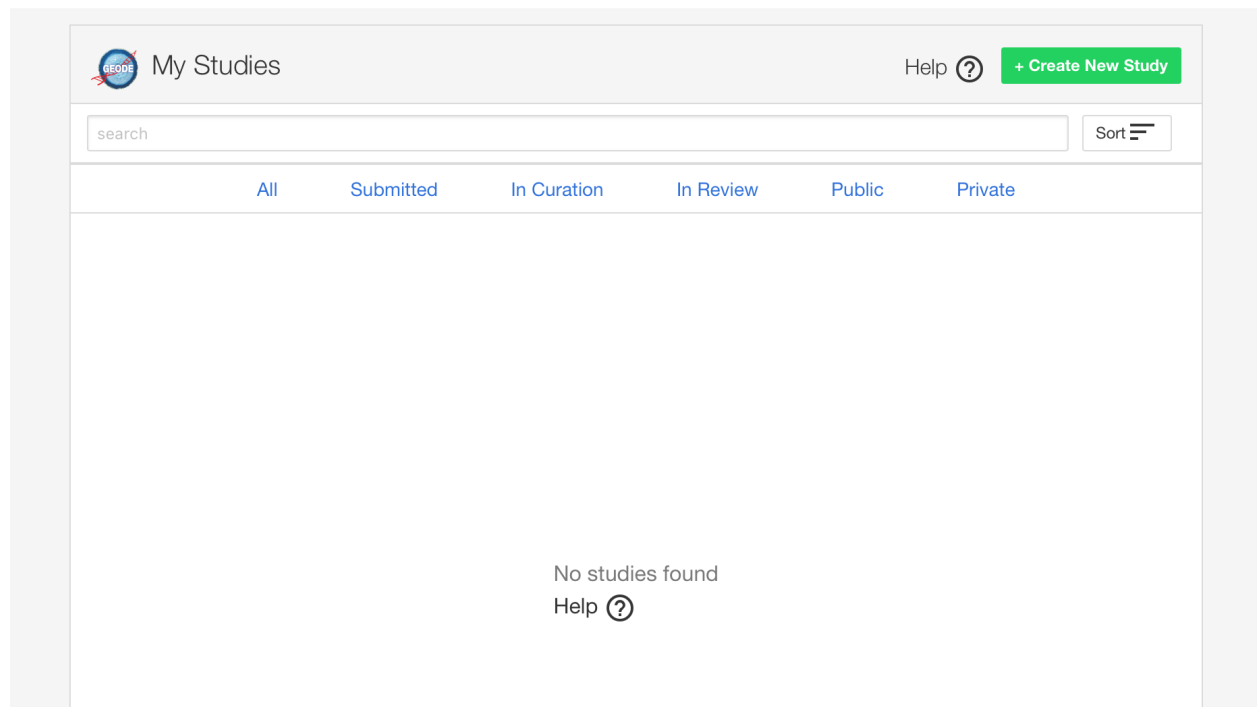 GEODE My Studies Help ? + Create New Study
search Sort
All Submitted In Curation In Review Public Private
No studies found
Help ?